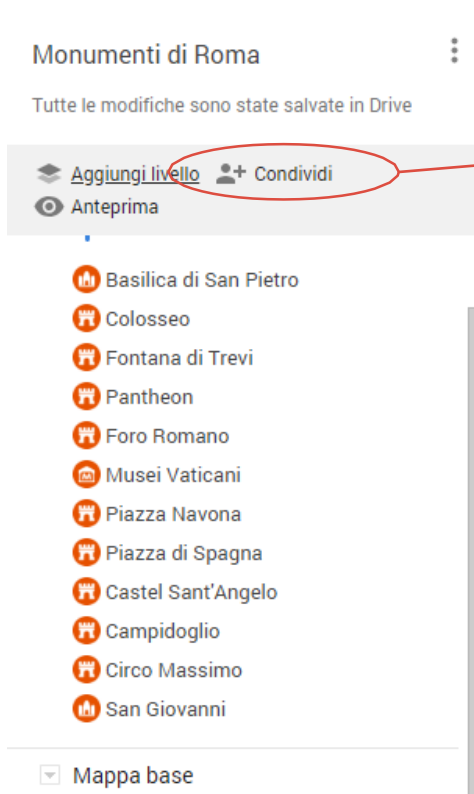 Monumenti di Roma
Tutte le modifiche sono state salvate in Drive
Aggiungi livello Condividi
Anteprima
Basilica di San Pietro
Colosseo
Fontana di Trevi
Pantheon
Foro Romano
Musei Vaticani
Piazza Navona
Piazza di Spagna
Castel Sant'Angelo
Campidoglio
Circo Massimo
San Giovanni
Mappa base